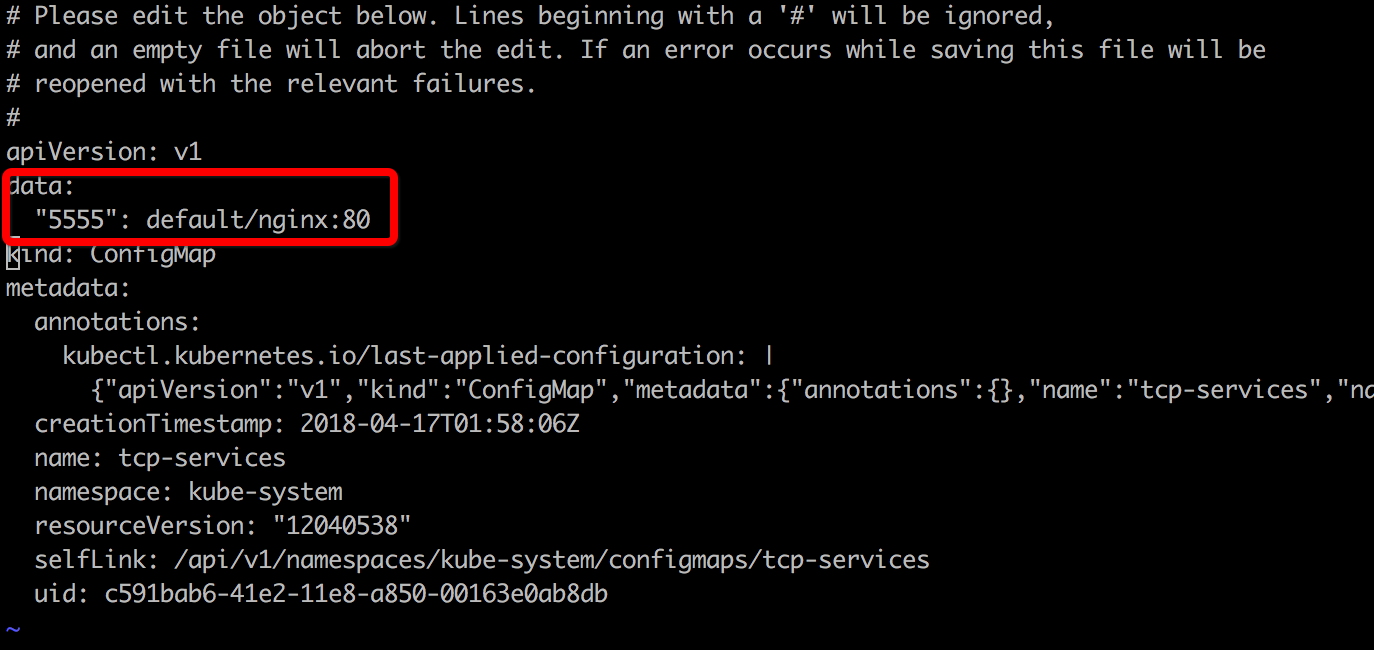 # Please edit the object below. Lines beginning with a '#' will be ignored,
# and an empty file will abort the edit. If an error occurs while saving this file will be
# reopened with the relevant failures.
#
apiVersion: v1
data:
  "5555": default/nginx:80
kind: ConfigMap
metadata:
  annotations:
    kubectl.kubernetes.io/last-applied-configuration: |
      {"apiVersion":"v1","kind":"ConfigMap","metadata":{"annotations":{},"name":"tcp-services","na
  creationTimestamp: 2018-04-17T01:58:06Z
  name: tcp-services
  namespace: kube-system
  resourceVersion: "12040538"
  selfLink: /api/v1/namespaces/kube-system/configmaps/tcp-services
  uid: c591bab6-41e2-11e8-a850-00163e0ab8db
~